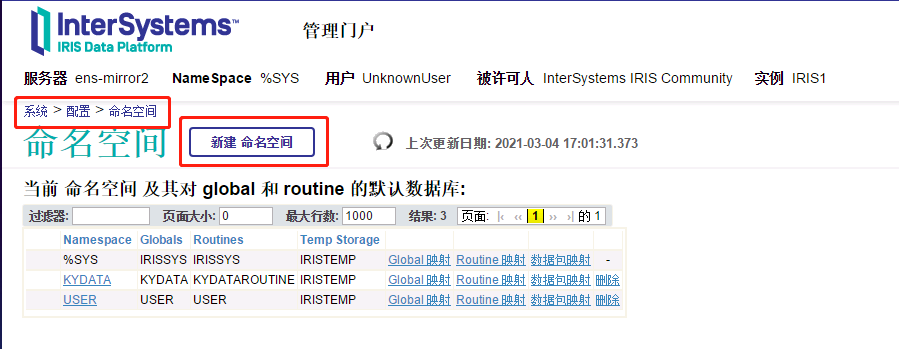 InterSystems™
IRIS Data Platform
管理门户
服务器 ens-mirror2 NameSpace %SYS 用户 UnknownUser 被许可人 InterSystems IRIS Community 实例 IRIS1
系统 > 配置 > 命名空间
命名空间 新建 命名空间 上次更新日期: 2021-03-04 17:01:31.373
当前 命名空间 及其对 global 和 routine 的默认数据库:
过滤器: 页面大小: 0 最大行数: 1000 结果: 3 页面: |‹ ‹‹ 1 ›› ›| 的 1
Namespace Globals Routines Temp Storage
%SYS IRISSYS IRISSYS IRISTEMP Global 映射 Routine 映射 数据包映射 -
KYDATA KYDATA KYDATAROUTINE IRISTEMP Global 映射 Routine 映射 数据包映射 删除
USER USER USER IRISTEMP Global 映射 Routine 映射 数据包映射 删除